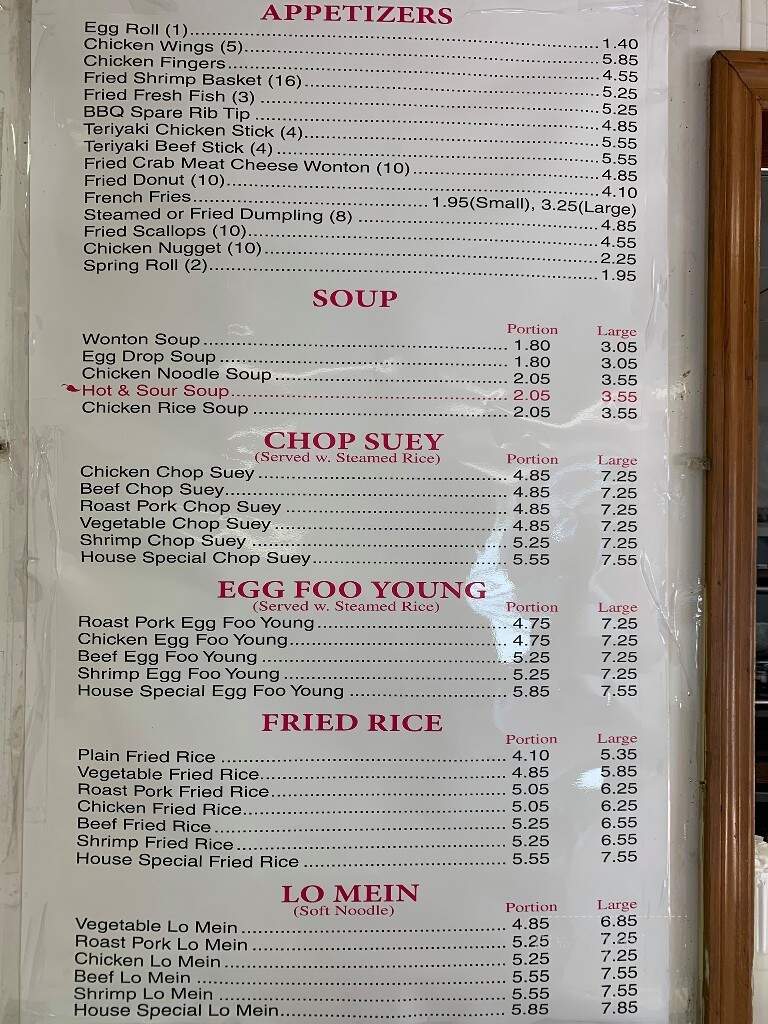 APPETIZERS
Egg Roll (1) 1.40
Chicken Wings (5) 5.85
Chicken Fingers 4.55
Fried Shrimp Basket (16) 5.25
Fried Fresh Fish (3) 5.25
BBQ Spare Rib Tip 4.85
Teriyaki Chicken Stick (4) 5.55
Teriyaki Beef Stick (4) 5.55
Fried Crab Meat Cheese Wonton (10) 4.85
Fried Donut (10) 4.10
French Fries 1.95(Small), 3.25(Large)
Steamed or Fried Dumpling (8) 4.85
Fried Scallops (10) 4.55
Chicken Nugget (10) 2.25
Spring Roll (2) 1.95
SOUP
Portion Large
Wonton Soup 1.80 3.05
Egg Drop Soup 1.80 3.05
Chicken Noodle Soup 2.05 3.55
Hot & Sour Soup 2.05 3.55
Chicken Rice Soup 2.05 3.55
CHOP SUEY
(Served w. Steamed Rice) Portion Large
Chicken Chop Suey 4.85 7.25
Beef Chop Suey 4.85 7.25
Roast Pork Chop Suey 4.85 7.25
Vegetable Chop Suey 4.85 7.25
Shrimp Chop Suey 5.25 7.25
House Special Chop Suey 5.55 7.55
EGG FOO YOUNG
(Served w. Steamed Rice) Portion Large
Roast Pork Egg Foo Young 4.75 7.25
Chicken Egg Foo Young 4.75 7.25
Beef Egg Foo Young 5.25 7.25
Shrimp Egg Foo Young 5.25 7.25
House Special Egg Foo Young 5.85 7.55
FRIED RICE
Portion Large
Plain Fried Rice 4.10 5.35
Vegetable Fried Rice 4.85 5.85
Roast Pork Fried Rice 5.05 6.25
Chicken Fried Rice 5.05 6.25
Beef Fried Rice 5.25 6.55
Shrimp Fried Rice 5.25 6.55
House Special Fried Rice 5.55 7.55
LO MEIN
(Soft Noodle) Portion Large
Vegetable Lo Mein 4.85 6.85
Roast Pork Lo Mein 5.25 7.25
Chicken Lo Mein 5.25 7.25
Beef Lo Mein 5.55 7.55
Shrimp Lo Mein 5.55 7.55
House Special Lo Mein 5.85 7.85